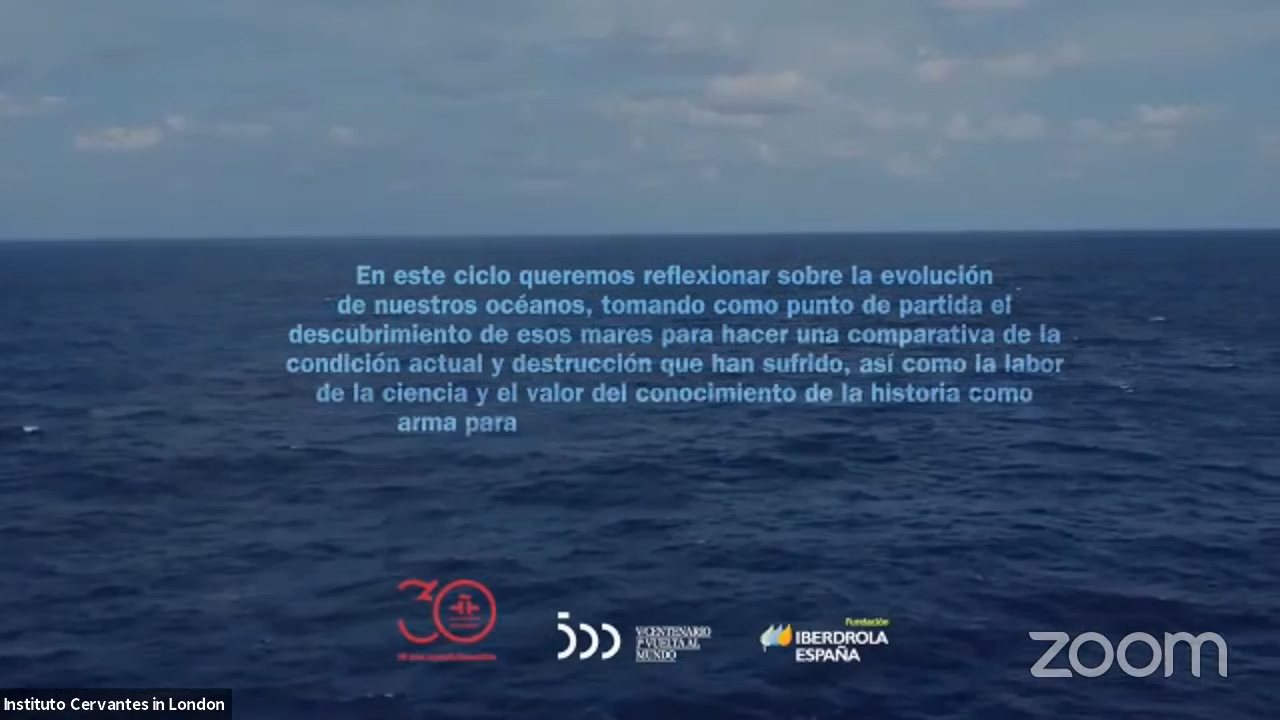 En este ciclo queremos reflexionar sobre la evolución
de nuestros océanos, tomando como punto de partida el
descubrimiento de esos mares para hacer una comparativa de la
condición actual y destrucción que han sufrido, así como la labor
de la ciencia y el valor del conocimiento de la historia como
arma para
30
V CENTENARIO
1ª VUELTA AL
MUNDO
Fundación
IBERDROLA
ESPAÑA
zoom
Instituto Cervantes in London